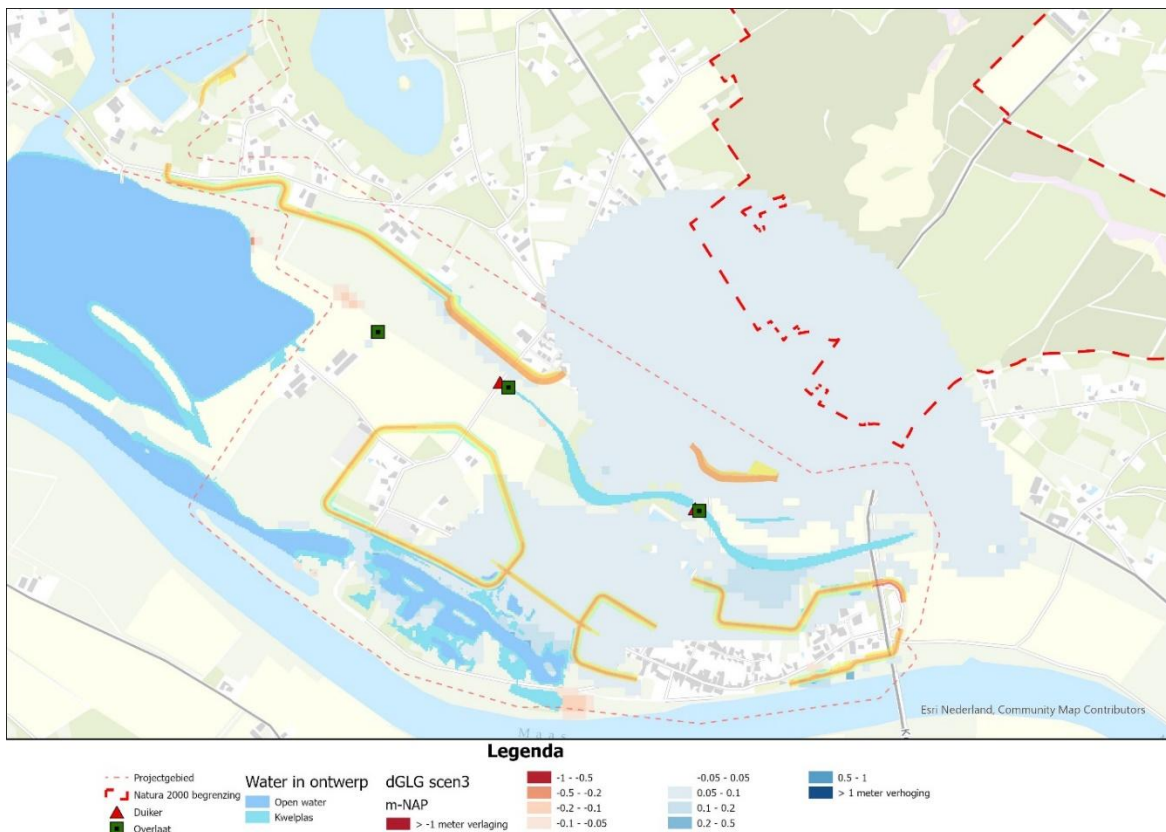 Esri Nederland, Community Map Contributors
Maas
K
Legenda
Projectgebied
Natura 2000 begrenzing
Duiker
Overlaat
Water in ontwerp
Open water
Kwelplas
dGLG scen3
m-NAP
> -1 meter verlaging
-1 - -0.5
-0.5 - -0.2
-0.2 - -0.1
-0.1 - -0.05
-0.05 - 0.05
0.05 - 0.1
0.1 - 0.2
0.2 - 0.5
0.5 - 1
> 1 meter verhoging